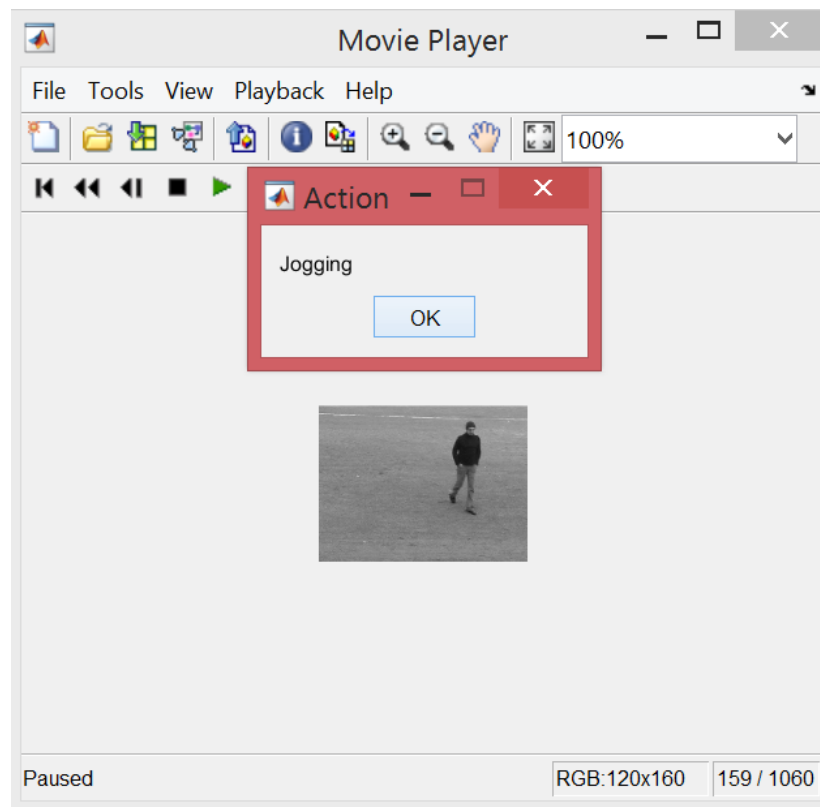 Movie Player
File Tools View Playback Help
100%
Action
Jogging
OK
Paused
RGB:120x160
159 / 1060